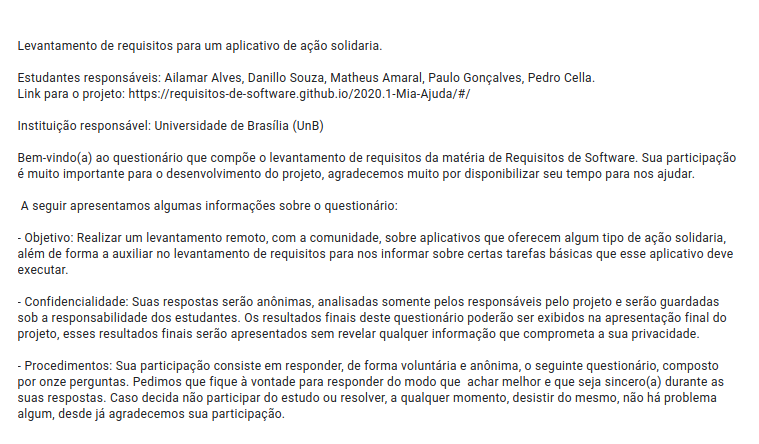 Levantamento de requisitos para um aplicativo de ação solidaria.
Estudantes responsáveis: Ailamar Alves, Danillo Souza, Matheus Amaral, Paulo Gonçalves, Pedro Cella.
Link para o projeto: https://requisitos-de-software.github.io/2020.1-Mia-Ajuda/#/
Instituição responsável: Universidade de Brasília (UnB)
Bem-vindo(a) ao questionário que compõe o levantamento de requisitos da matéria de Requisitos de Software. Sua participação
é muito importante para o desenvolvimento do projeto, agradecemos muito por disponibilizar seu tempo para nos ajudar.
A seguir apresentamos algumas informações sobre o questionário:
- Objetivo: Realizar um levantamento remoto, com a comunidade, sobre aplicativos que oferecem algum tipo de ação solidaria,
além de forma a auxiliar no levantamento de requisitos para nos informar sobre certas tarefas básicas que esse aplicativo deve
executar.
- Confidencialidade: Suas respostas serão anônimas, analisadas somente pelos responsáveis pelo projeto e serão guardadas
sob a responsabilidade dos estudantes. Os resultados finais deste questionário poderão ser exibidos na apresentação final do
projeto, esses resultados finais serão apresentados sem revelar qualquer informação que comprometa a sua privacidade.
- Procedimentos: Sua participação consiste em responder, de forma voluntária e anônima, o seguinte questionário, composto
por onze perguntas. Pedimos que fique à vontade para responder do modo que  achar melhor e que seja sincero(a) durante as
suas respostas. Caso decida não participar do estudo ou resolver, a qualquer momento, desistir do mesmo, não há problema
algum, desde já agradecemos sua participação.